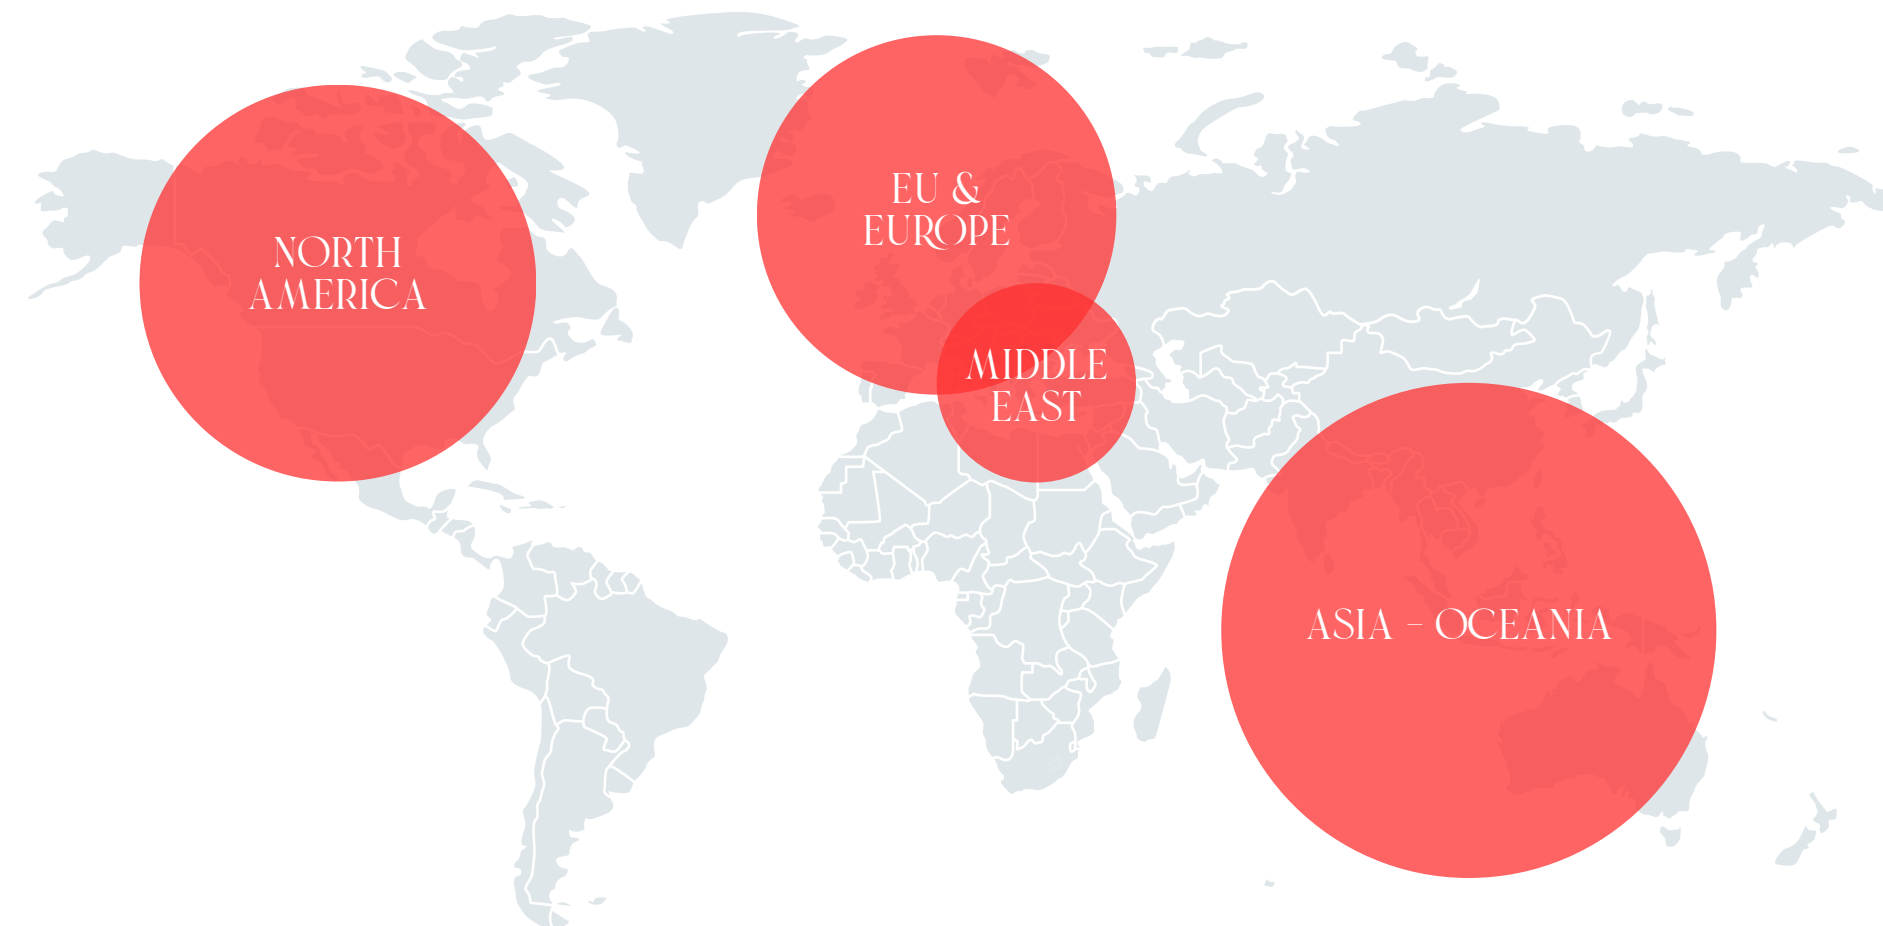 NORTH
AMERICA
EU &
EUROPE
MIDDLE
EAST
ASIA - OCEANIA